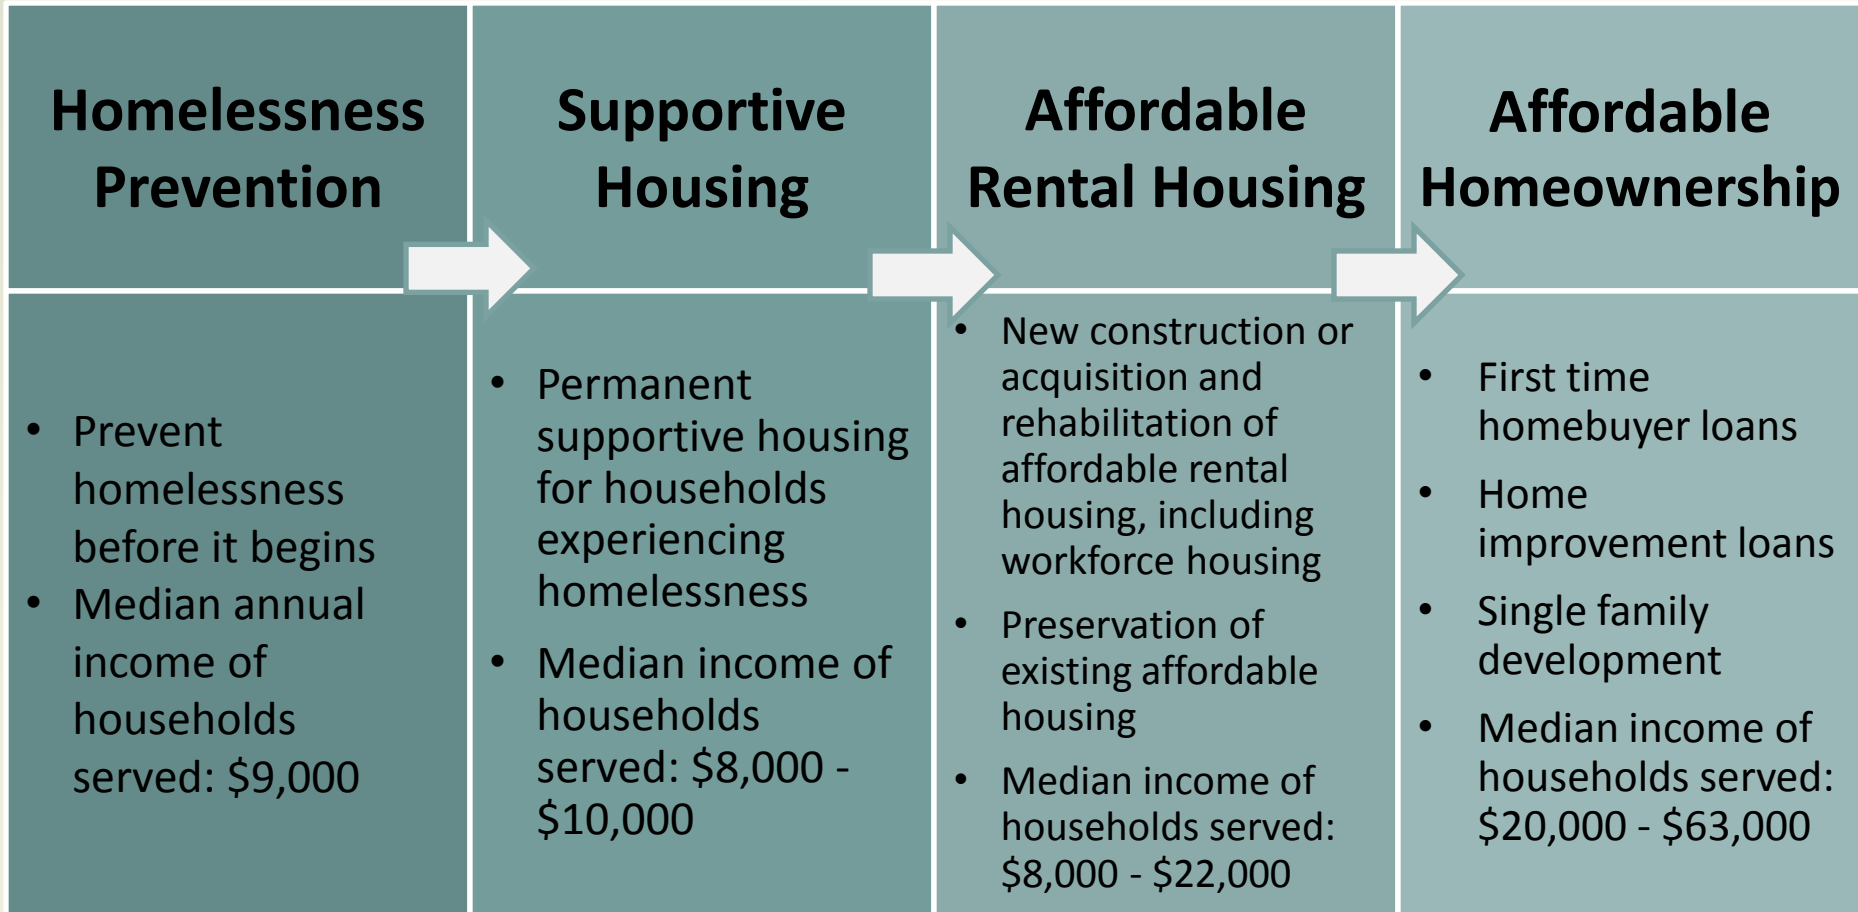 Homelessness
Prevention
Supportive
Housing
Affordable
Rental Housing
Affordable
Homeownership
• Prevent
homelessness
before it begins
• Median annual
income of
households
served: $9,000
• Permanent
supportive housing
for households
experiencing
homelessness
• Median income of
households
served: $8,000 -
$10,000
• New construction or
acquisition and
rehabilitation of
affordable rental
housing, including
workforce housing
• Preservation of
existing affordable
housing
• Median income of
households served:
$8,000 - $22,000
• First time
homebuyer loans
• Home
improvement loans
• Single family
development
• Median income of
households served:
$20,000 - $63,000